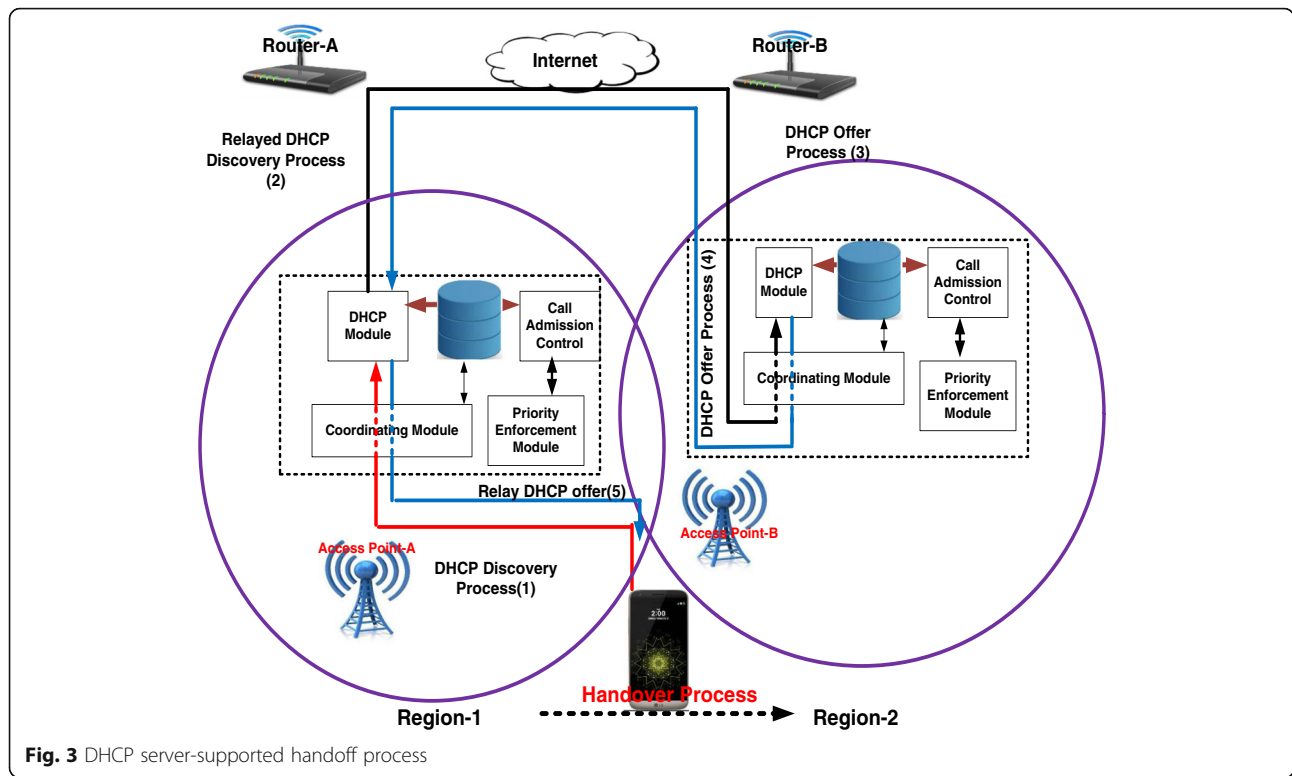 Router-A
Internet
Router-B
Relayed DHCP
Discovery Process
(2)
DHCP Offer
Process (3)
DHCP
Module
Call
Admission
Control
Coordinating Module
Priority
Enforcement
Module
DHCP Offer Process (4)
DHCP
Module
Call
Admission
Control
Coordinating Module
Priority
Enforcement
Module
Relay DHCP offer(5)
Access Point-A
Access Point-B
DHCP Discovery
Process(1)
2:00
Handover Process
Region-1
Region-2
Fig. 3 DHCP server-supported handoff process